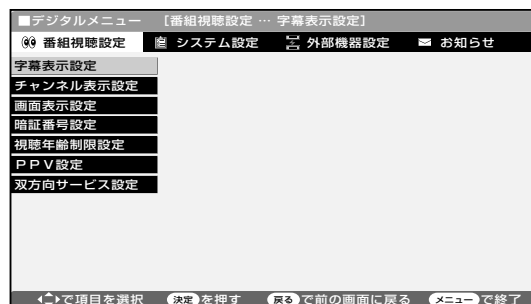 ■デジタルメニュー ［番組視聴設定 … 字幕表示設定］
番組視聴設定 システム設定 外部機器設定 お知らせ
字幕表示設定
チャンネル表示設定
画面表示設定
暗証番号設定
視聴年齢制限設定
ＰＰＶ設定
双方向サービス設定
で項目を選択 決定を押す 戻るで前の画面に戻る メニューで終了